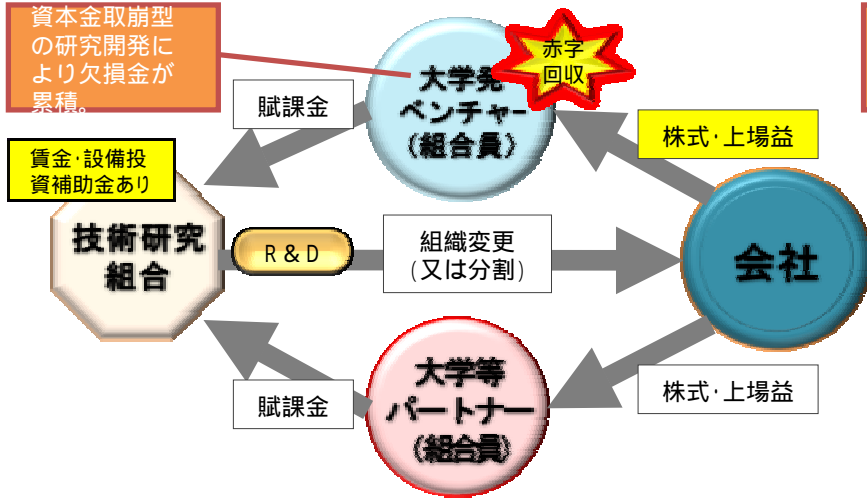 資本金取崩型
の研究開発に
より欠損金が
累積。
赤字
回収
大学発
ベンチャー
(組合員)
賦課金
株式・上場益
賃金・設備投
資補助金あり
技術研究
組合
R & D
組織変更
(又は分割)
会社
大学等
パートナー
(組合員)
賦課金
株式・上場益